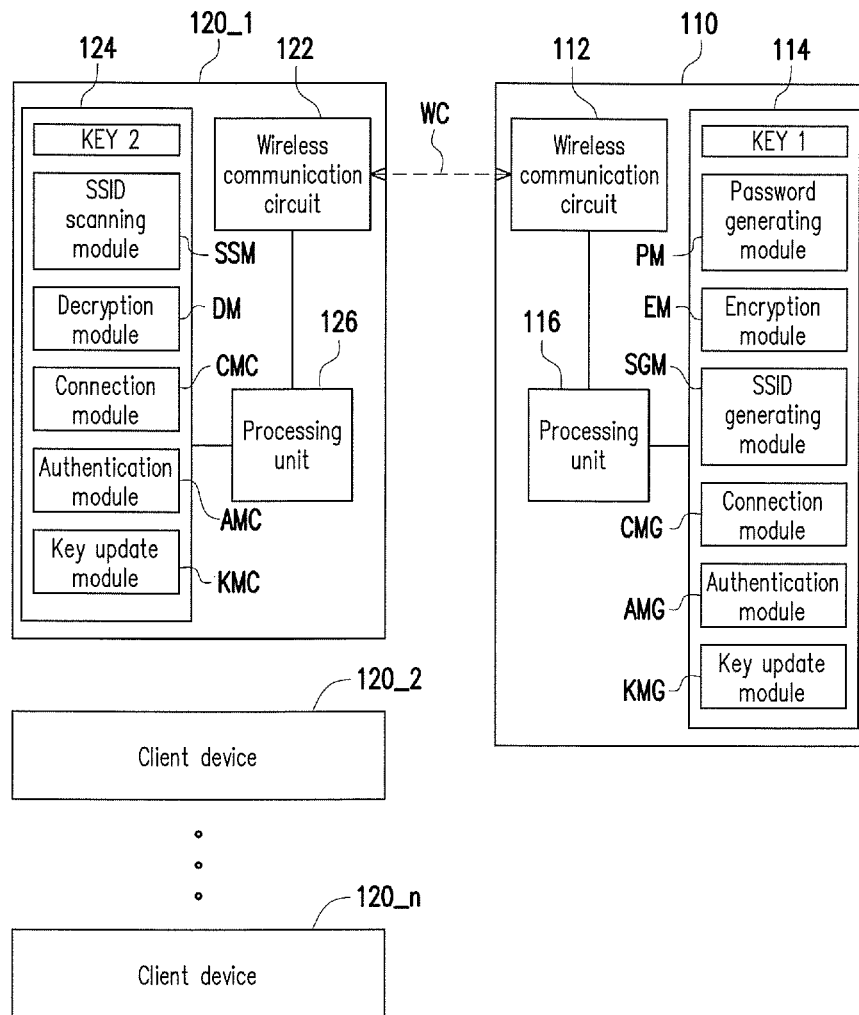 120_1
110
124
122
112
114
KEY 2
SSID
scanning
module
SSM
Decryption
module
DM
CMC
Connection
module
Authentication
module
AMC
Key update
module
KMC
Wireless
communication
circuit
126
Processing
unit
WC
Wireless
communication
circuit
116
Processing
unit
KEY 1
Password
generating
module
PM
EM
Encryption
module
SGM
SSID
generating
module
CMG
Connection
module
AMG
Authentication
module
KMG
Key update
module
120_2
Client device
120_n
Client device